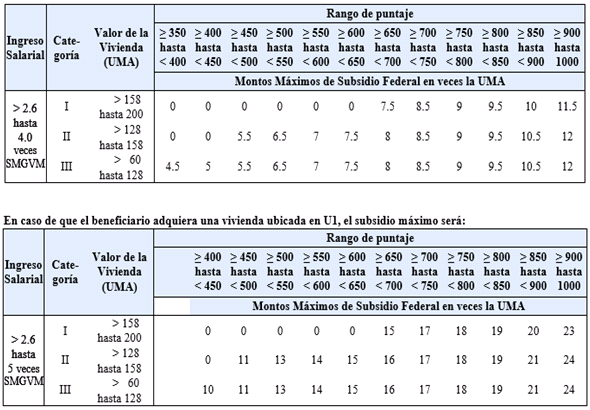 Rango de puntaje
Ingreso Salarial Cate- goría Valor de la Vivienda (UMA) ≥ 350 hasta < 400 ≥ 400 hasta < 450 ≥ 450 hasta < 500 ≥ 500 hasta < 550 ≥ 550 hasta < 600 ≥ 600 hasta < 650 ≥ 650 hasta < 700 ≥ 700 hasta < 750 ≥ 750 hasta < 800 ≥ 800 hasta < 850 ≥ 850 hasta < 900 ≥ 900 hasta 1000
Montos Máximos de Subsidio Federal en veces la UMA
> 2.6 hasta 4.0 veces SMGVM
I > 158 hasta 200 0 0 0 0 0 0 7.5 8.5 9 9.5 10 11.5
II > 128 hasta 158 0 0 5.5 6.5 7 7.5 8 8.5 9 9.5 10.5 12
III > 60 hasta 128 4.5 5 5.5 6.5 7 7.5 8 8.5 9 9.5 10.5 12
En caso de que el beneficiario adquiera una vivienda ubicada en U1, el subsidio máximo será:
Rango de puntaje
Ingreso Salarial Cate- goría Valor de la Vivienda (UMA) ≥ 400 hasta < 450 ≥ 450 hasta < 500 ≥ 500 hasta < 550 ≥ 550 hasta < 600 ≥ 600 hasta < 650 ≥ 650 hasta < 700 ≥ 700 hasta < 750 ≥ 750 hasta < 800 ≥ 800 hasta < 850 ≥ 850 hasta < 900 ≥ 900 hasta 1000
Montos Máximos de Subsidio Federal en veces la UMA
> 2.6 hasta 5 veces SMGVM
I > 158 hasta 200 0 0 0 0 0 15 17 18 19 20 23
II > 128 hasta 158 0 11 13 14 15 16 17 18 19 21 24
III > 60 hasta 128 10 11 13 14 15 16 17 18 19 21 24